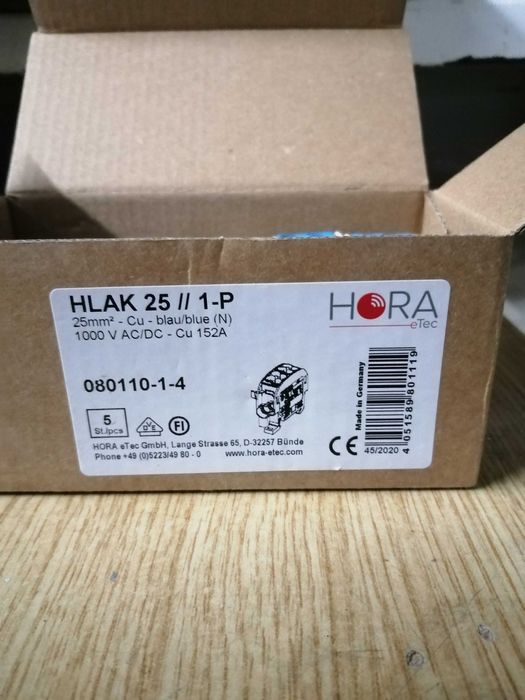 HLAK 25 // 1-P
25mm² - Cu - blau/blue (N)
1000 V AC/DC - Cu 152A
HORA
eTec
080110-1-4
5
St./pcs
VDE
FI
HORA eTec GmbH, Lange Strasse 65, D-32257 Bünde
Phone +49 (0)5223/49 80 - 0 www.hora-etec.com
CE
Made in Germany
45/2020
4 051589 801119